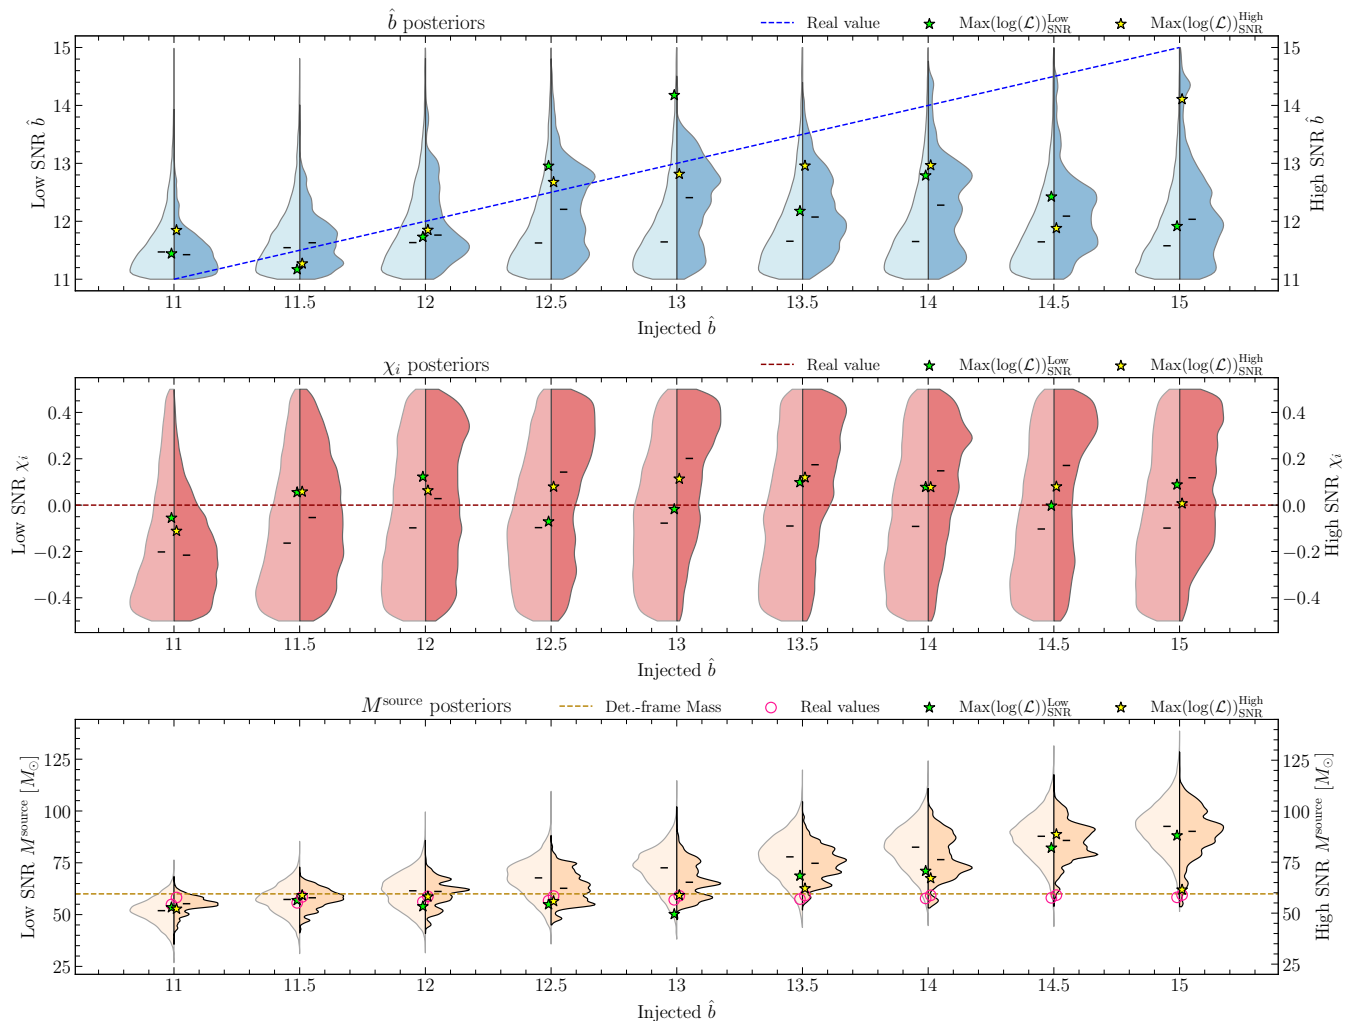 b̂ posteriors
Real value
Max(log(ℒ))^Low_SNR
Max(log(ℒ))^High_SNR
Low SNR b̂
15
14
13
12
11
High SNR b̂
15
14
13
12
11
11 11.5 12 12.5 13 13.5 14 14.5 15
Injected b̂
χ_i posteriors
Real value
Max(log(ℒ))^Low_SNR
Max(log(ℒ))^High_SNR
Low SNR χ_i
0.4
0.2
0.0
−0.2
−0.4
High SNR χ_i
0.4
0.2
0.0
−0.2
−0.4
11 11.5 12 12.5 13 13.5 14 14.5 15
Injected b̂
M^source posteriors
Det.-frame Mass
Real values
Max(log(ℒ))^Low_SNR
Max(log(ℒ))^High_SNR
Low SNR M^source [M_⊙]
125
100
75
50
25
High SNR M^source [M_⊙]
125
100
75
50
25
11 11.5 12 12.5 13 13.5 14 14.5 15
Injected b̂